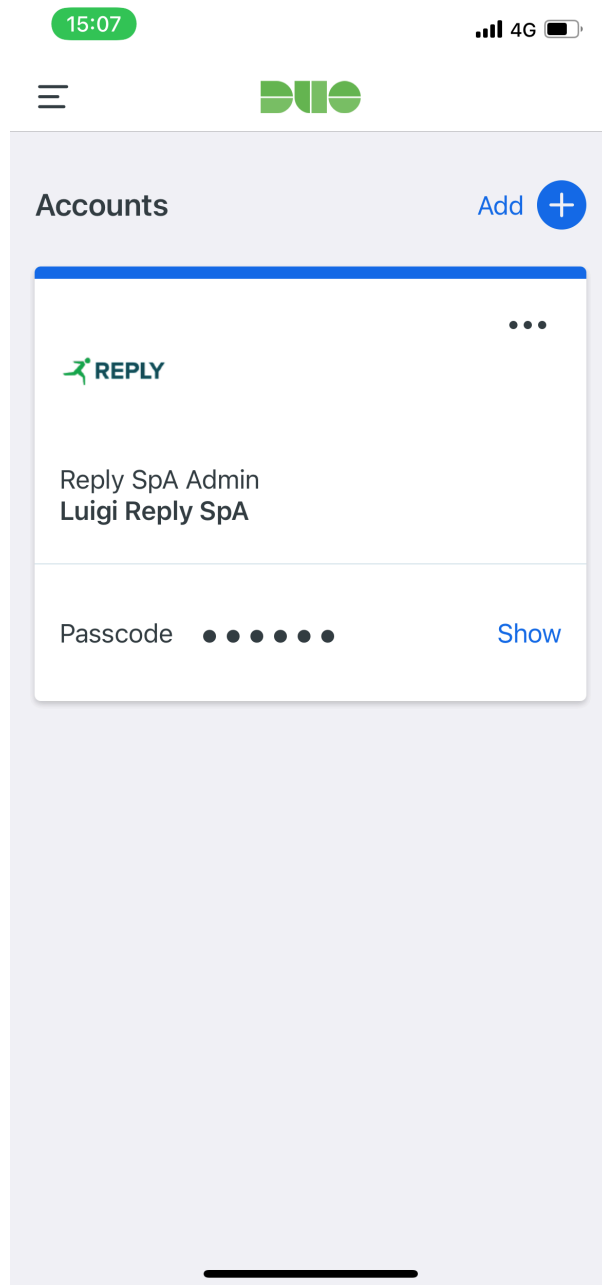 15:07
4G
DUO
Accounts
Add
REPLY
Reply SpA Admin
Luigi Reply SpA
Passcode
Show